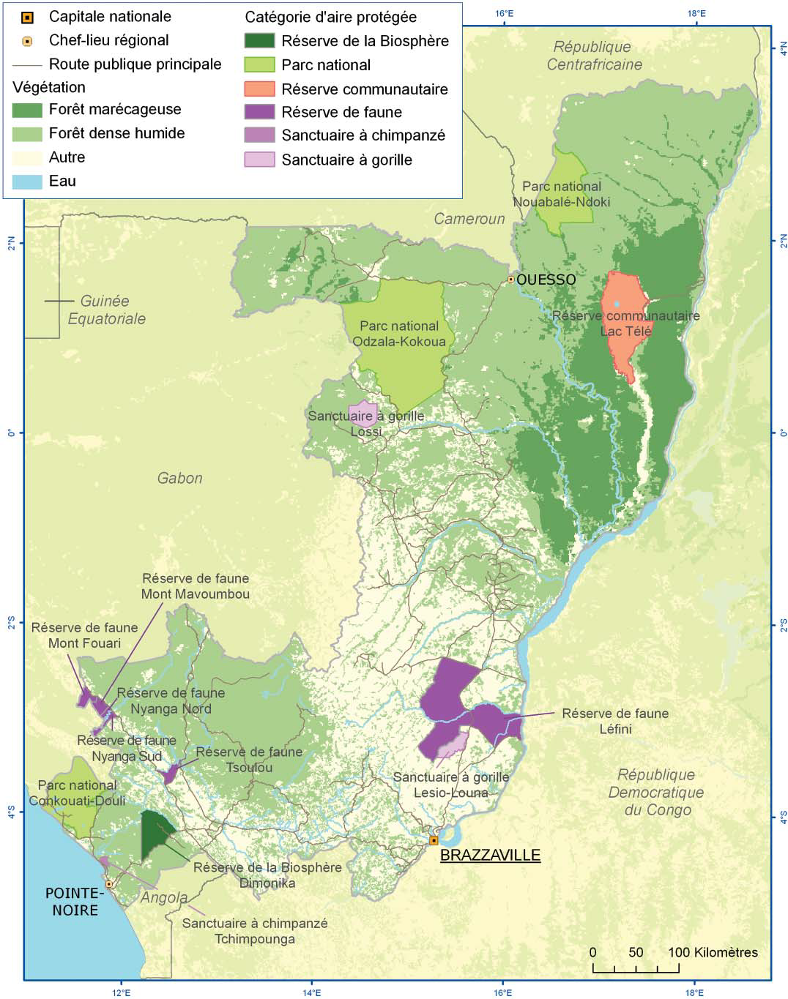 Capitale nationale
Chef-lieu régional
Route publique principale
Végétation
Forêt marécageuse
Forêt dense humide
Autre
Eau
Catégorie d'aire protégée
Réserve de la Biosphère
Parc national
Réserve communautaire
Réserve de faune
Sanctuaire à chimpanzé
Sanctuaire à gorille
16°E
18°E
4°N
4°N
République
Centrafricaine
Parc national
Nouabalé-Ndoki
Cameroun
2°N
2°N
OUESSO
Guinée
Equatoriale
Réserve communautaire
Lac Télé
Parc national
Odzala-Kokoua
Sanctuaire à gorille
Lossi
0°
0°
Gabon
Réserve de faune
Mont Mavoumbou
2°S
2°S
Réserve de faune
Mont Fouari
Réserve de faune
Nyanga Nord
Réserve de faune
Léfini
Réserve de faune
Nyanga Sud
Réserve de faune
Tsoulou
Sanctuaire à gorille
Lesio-Louna
République
Democratique
du Congo
Parc national
Conkouati-Douli
4°S
4°S
BRAZZAVILLE
Réserve de la Biosphère
Dimonika
POINTE-
NOIRE
Angola
Sanctuaire à chimpanzé
Tchimpounga
0 50 100 Kilomètres
12°E
14°E
16°E
18°E